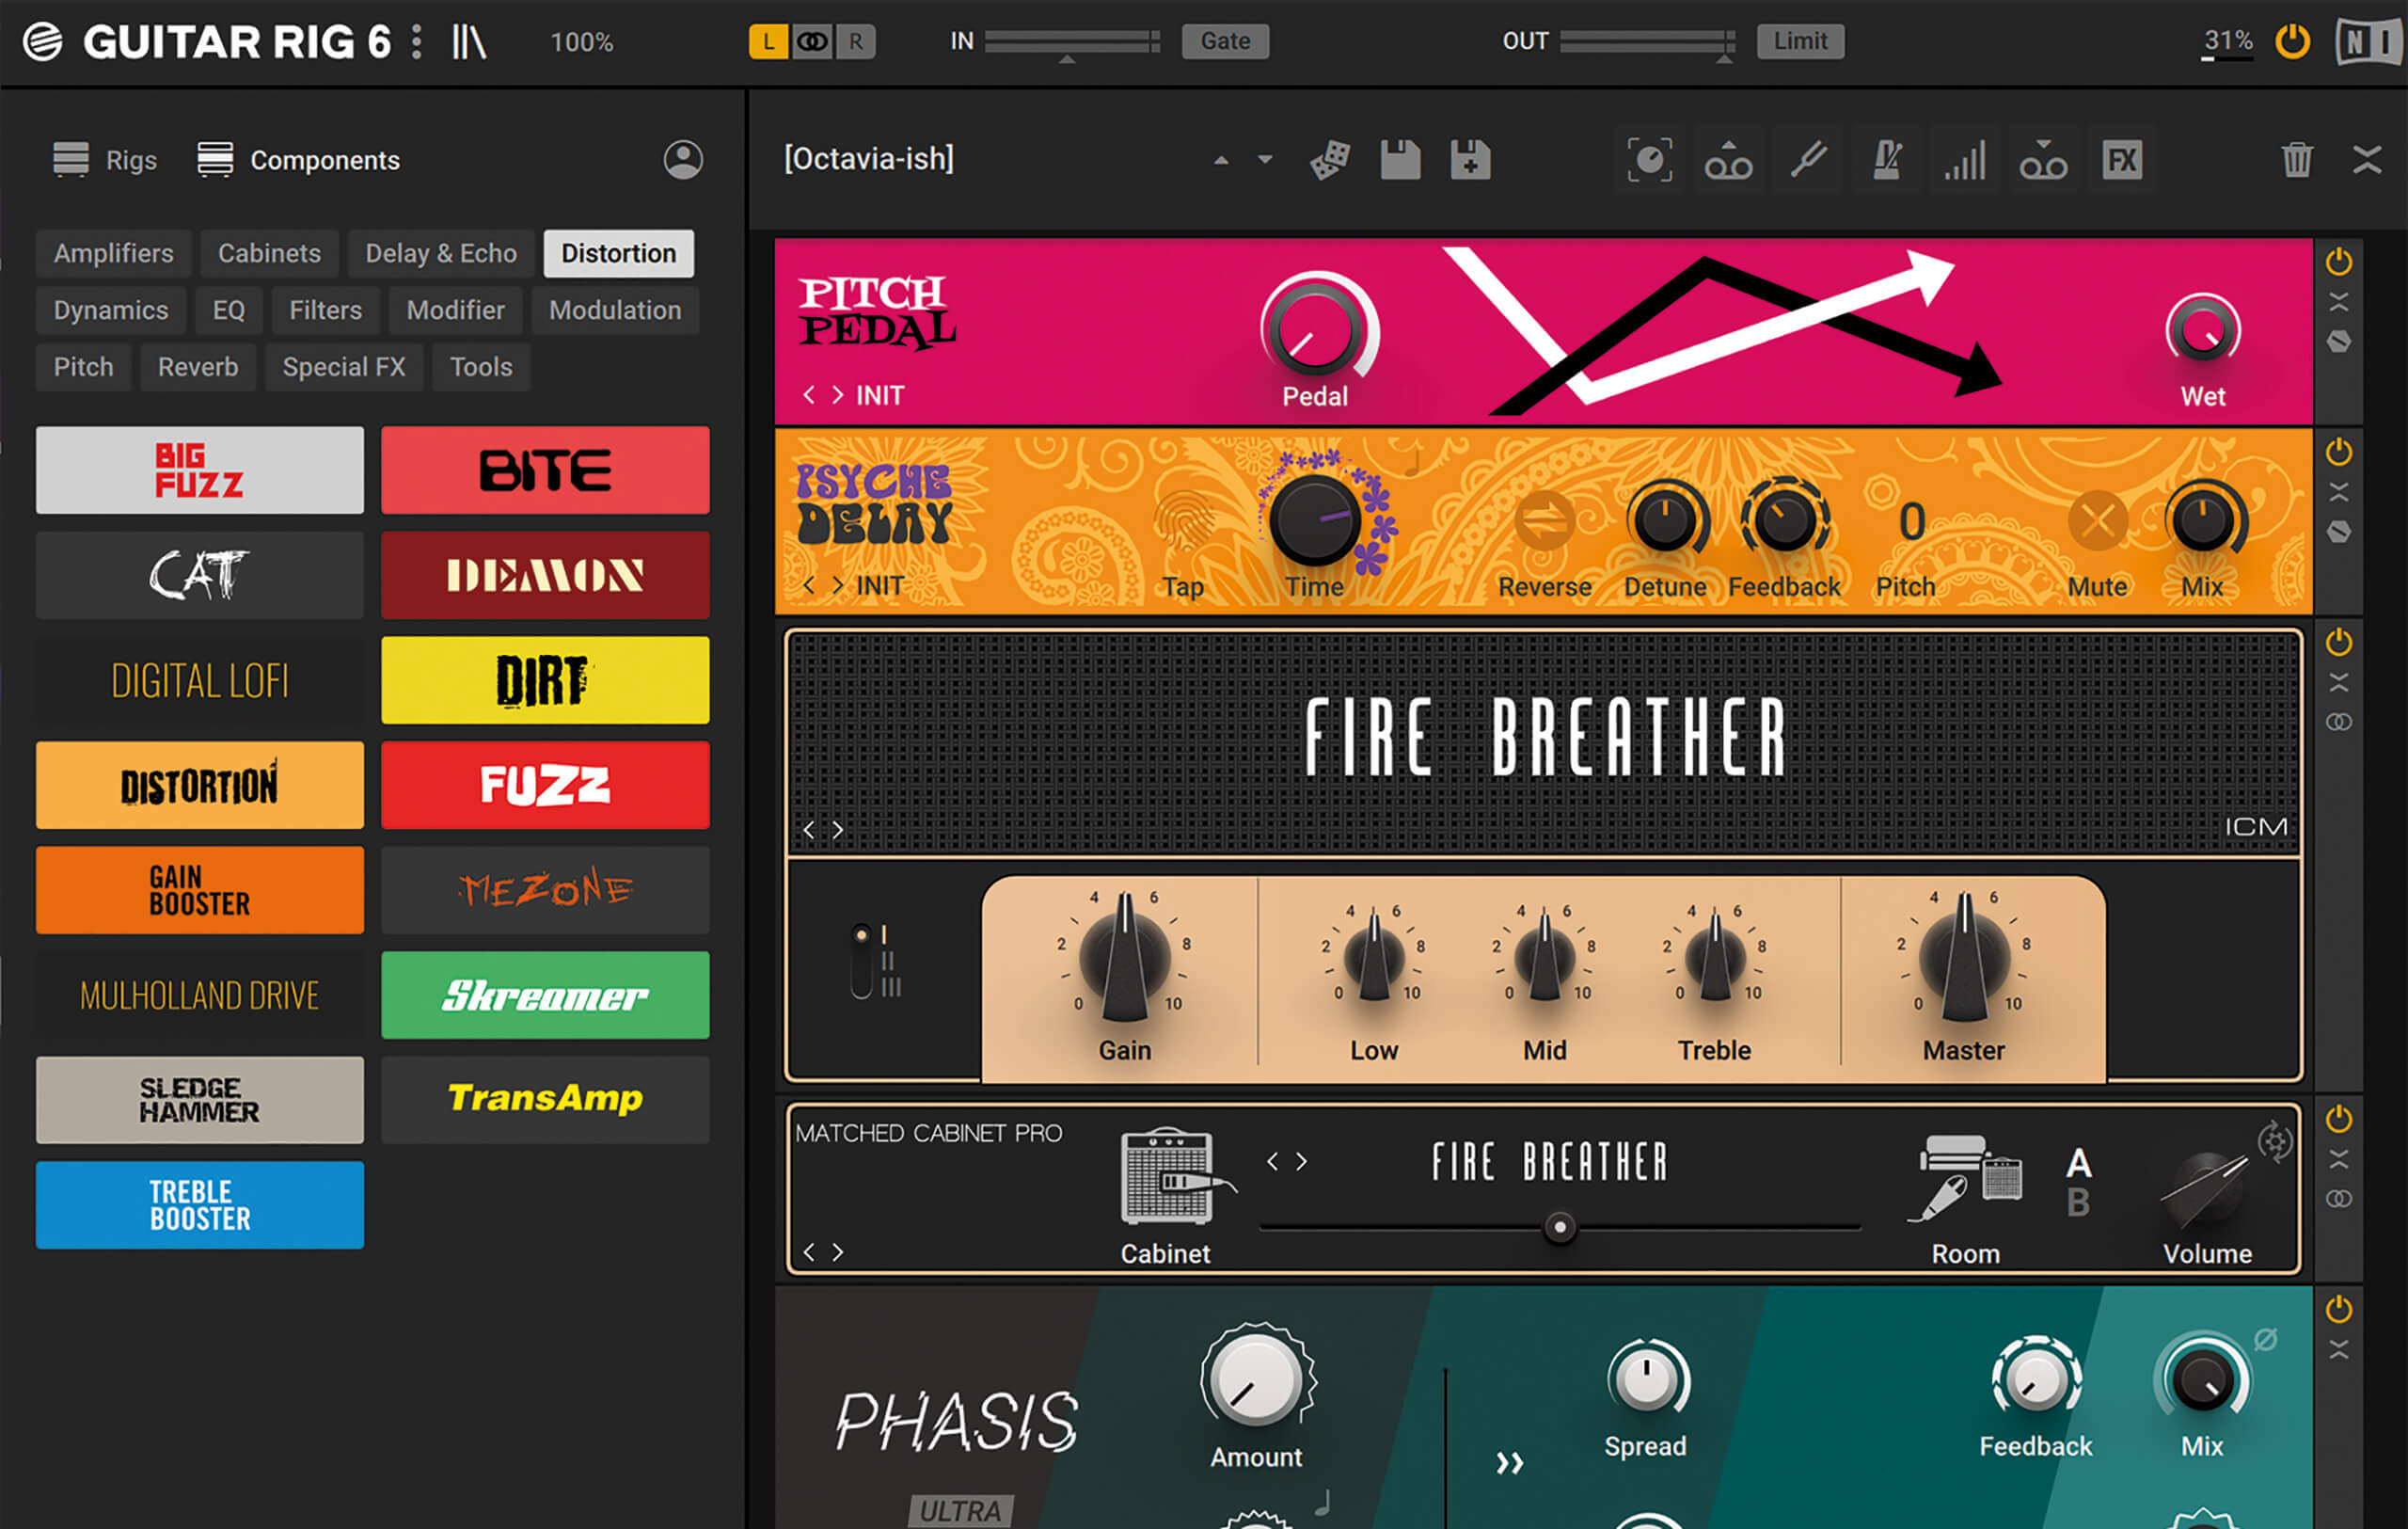 GUITAR RIG 6
100%
L R
IN
Gate
OUT
Limit
31%
NI
Rigs
Components
[Octavia-ish]
FX
Amplifiers Cabinets Delay & Echo Distortion
Dynamics EQ Filters Modifier Modulation
Pitch Reverb Special FX Tools
BIG
FUZZ
BITE
CAT
DEMON
DIGITAL LOFI
DIRT
DISTORTION
FUZZ
GAIN
BOOSTER
MEZONE
MULHOLLAND DRIVE
Skreamer
SLEDGE
HAMMER
TransAmp
TREBLE
BOOSTER
PITCH
PEDAL
< > INIT
Pedal
Wet
PSYCHE
DELAY
< > INIT
Tap
Time
Reverse
Detune
Feedback
0
Pitch
Mute
Mix
FIRE BREATHER
< >
ICM
I
II
III
0 2 4 6 8 10
Gain
0 2 4 6 8 10
Low
0 2 4 6 8 10
Mid
0 2 4 6 8 10
Treble
0 2 4 6 8 10
Master
MATCHED CABINET PRO
< >
Cabinet
< >
FIRE BREATHER
Room
A
B
Volume
PHASIS
ULTRA
Amount
Spread
Feedback
Mix